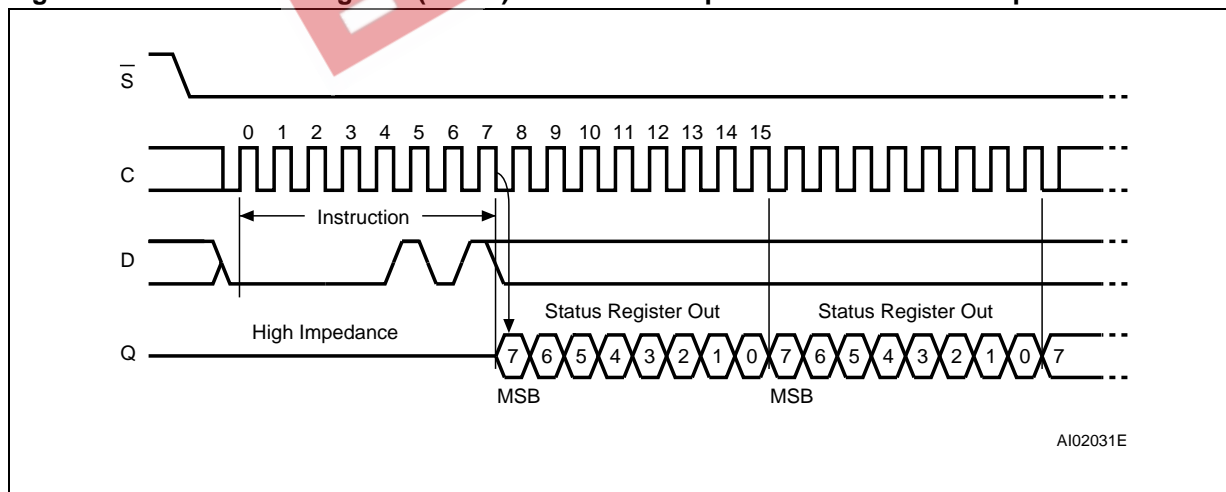 S
0 1 2 3 4 5 6 7 8 9 10 11 12 13 14 15
C
Instruction
D
Status Register Out Status Register Out
High Impedance
Q 7 6 5 4 3 2 1 0 7 6 5 4 3 2 1 0 7
MSB MSB
AI02031E